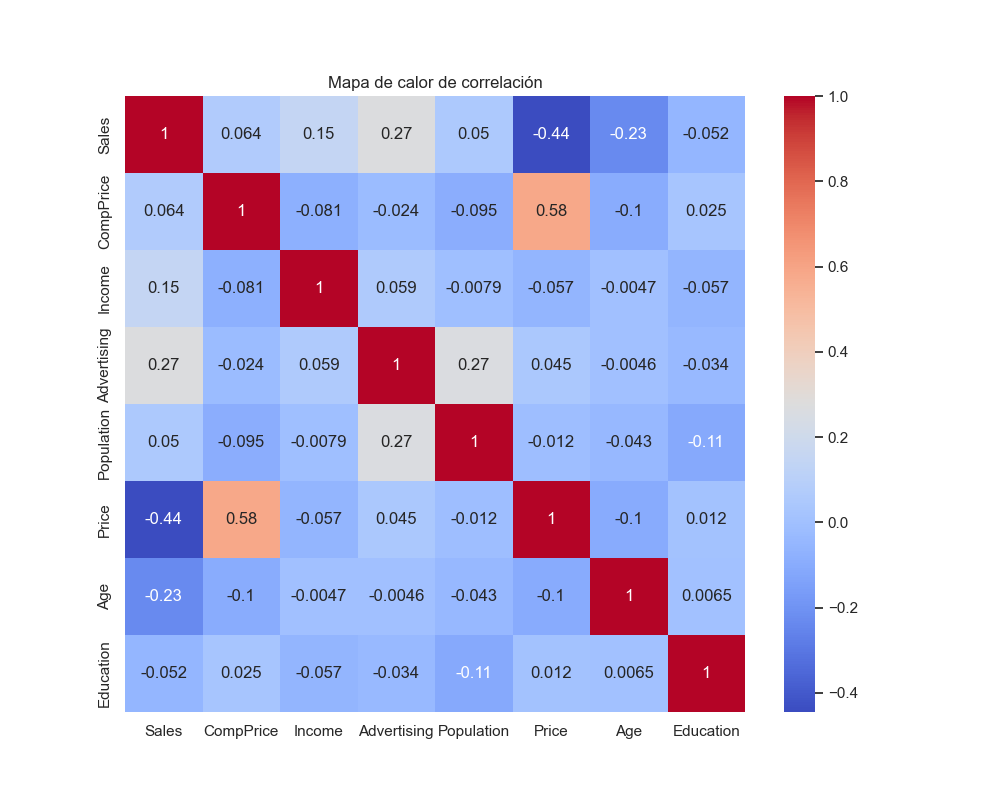 Mapa de calor de correlación
Sales 1 0.064 0.15 0.27 0.05 -0.44 -0.23 -0.052
CompPrice 0.064 1 -0.081 -0.024 -0.095 0.58 -0.1 0.025
Income 0.15 -0.081 1 0.059 -0.0079 -0.057 -0.0047 -0.057
Advertising 0.27 -0.024 0.059 1 0.27 0.045 -0.0046 -0.034
Population 0.05 -0.095 -0.0079 0.27 1 -0.012 -0.043 -0.11
Price -0.44 0.58 -0.057 0.045 -0.012 1 -0.1 0.012
Age -0.23 -0.1 -0.0047 -0.0046 -0.043 -0.1 1 0.0065
Education -0.052 0.025 -0.057 -0.034 -0.11 0.012 0.0065 1
Sales CompPrice Income Advertising Population Price Age Education
1.0
0.8
0.6
0.4
0.2
0.0
−0.2
−0.4